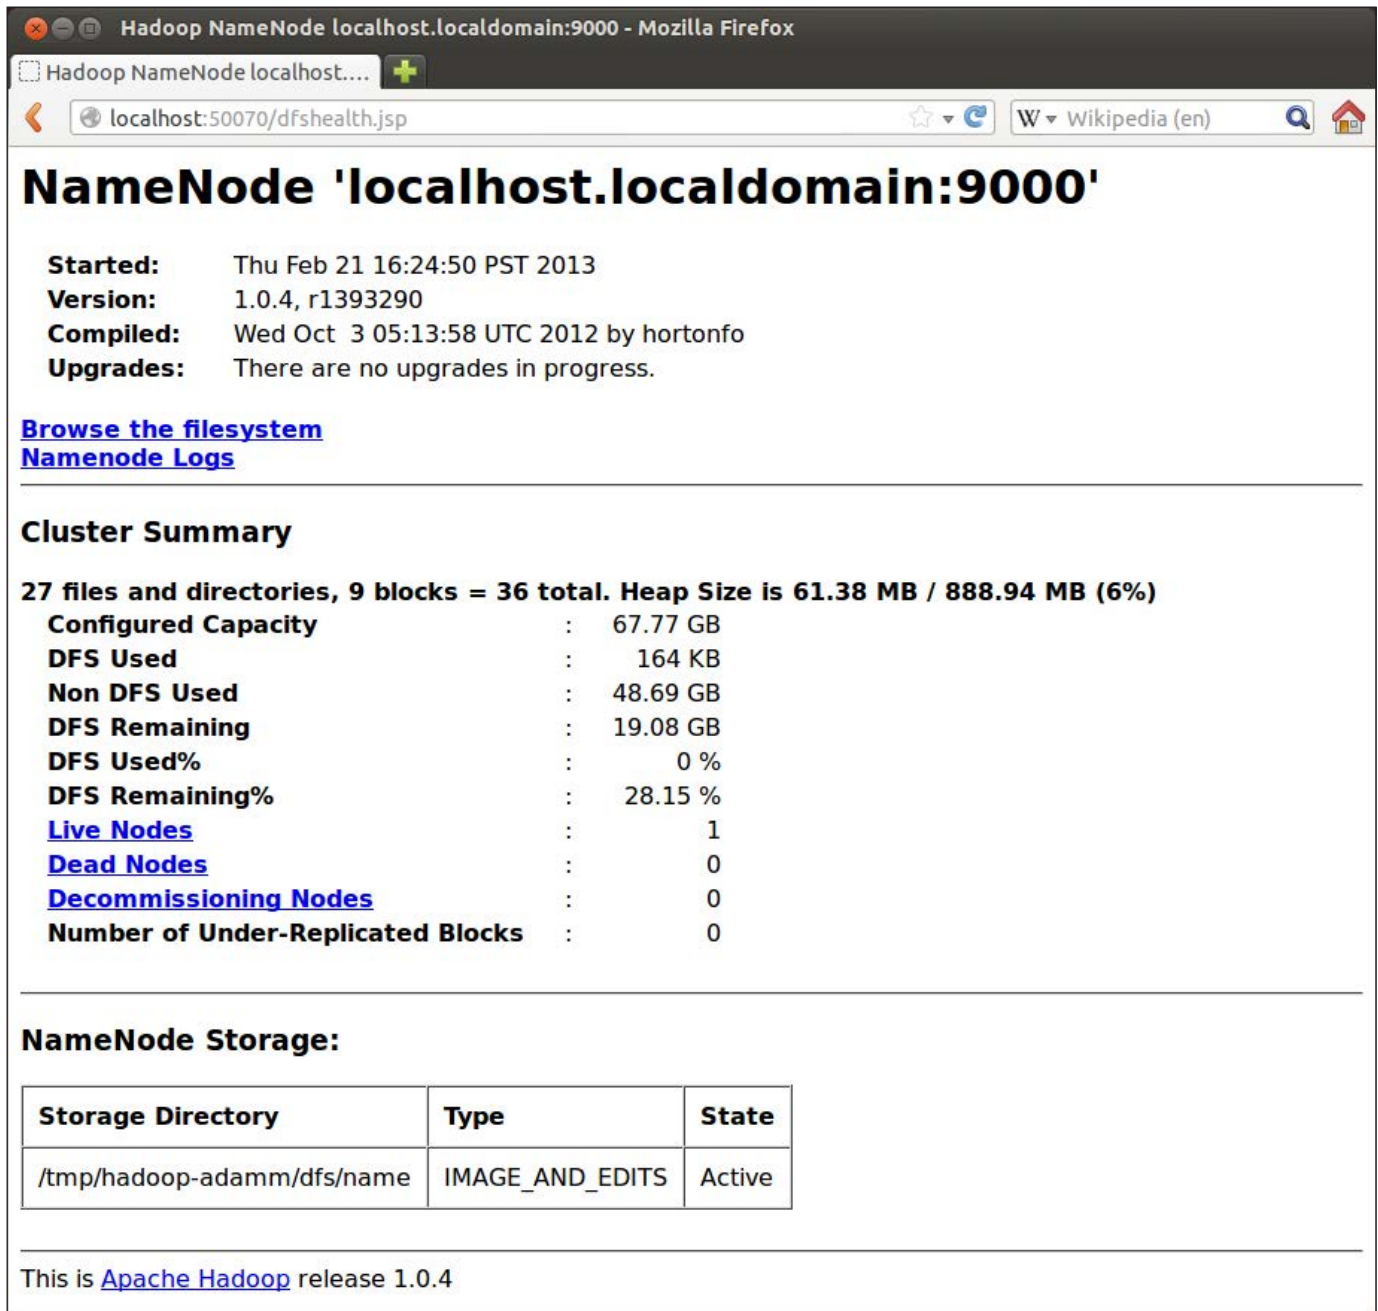 Hadoop NameNode localhost.localdomain:9000 - Mozilla Firefox
Hadoop NameNode localhost....
localhost:50070/dfshealth.jsp
W Wikipedia (en)
NameNode 'localhost.localdomain:9000'
Started: Thu Feb 21 16:24:50 PST 2013
Version: 1.0.4, r1393290
Compiled: Wed Oct  3 05:13:58 UTC 2012 by hortonfo
Upgrades: There are no upgrades in progress.
Browse the filesystem
Namenode Logs
Cluster Summary
27 files and directories, 9 blocks = 36 total. Heap Size is 61.38 MB / 888.94 MB (6%)
Configured Capacity : 67.77 GB
DFS Used : 164 KB
Non DFS Used : 48.69 GB
DFS Remaining : 19.08 GB
DFS Used% : 0 %
DFS Remaining% : 28.15 %
Live Nodes : 1
Dead Nodes : 0
Decommissioning Nodes : 0
Number of Under-Replicated Blocks : 0
NameNode Storage:
Storage Directory Type State
/tmp/hadoop-adamm/dfs/name IMAGE_AND_EDITS Active
This is Apache Hadoop release 1.0.4